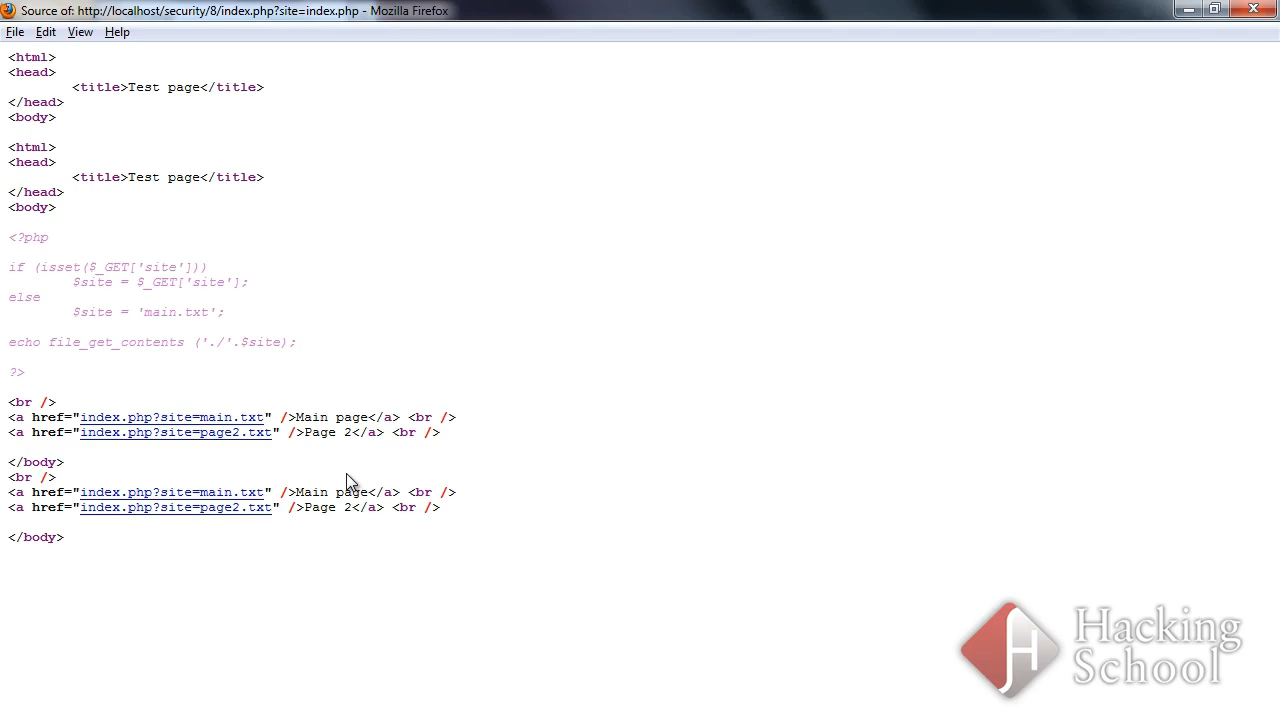 Source of: http://localhost/security/8/index.php?site=index.php - Mozilla Firefox
File Edit View Help
<html>
<head>
<title>Test page</title>
</head>
<body>
<html>
<head>
<title>Test page</title>
</head>
<body>
<?php
if (isset($_GET['site']))
$site = $_GET['site'];
else
$site = 'main.txt';
echo file_get_contents ('./'.$site);
?>
<br />
<a href="index.php?site=main.txt" />Main page</a> <br />
<a href="index.php?site=page2.txt" />Page 2</a> <br />
</body>
<br />
<a href="index.php?site=main.txt" />Main page</a> <br />
<a href="index.php?site=page2.txt" />Page 2</a> <br />
</body>
Hacking
School